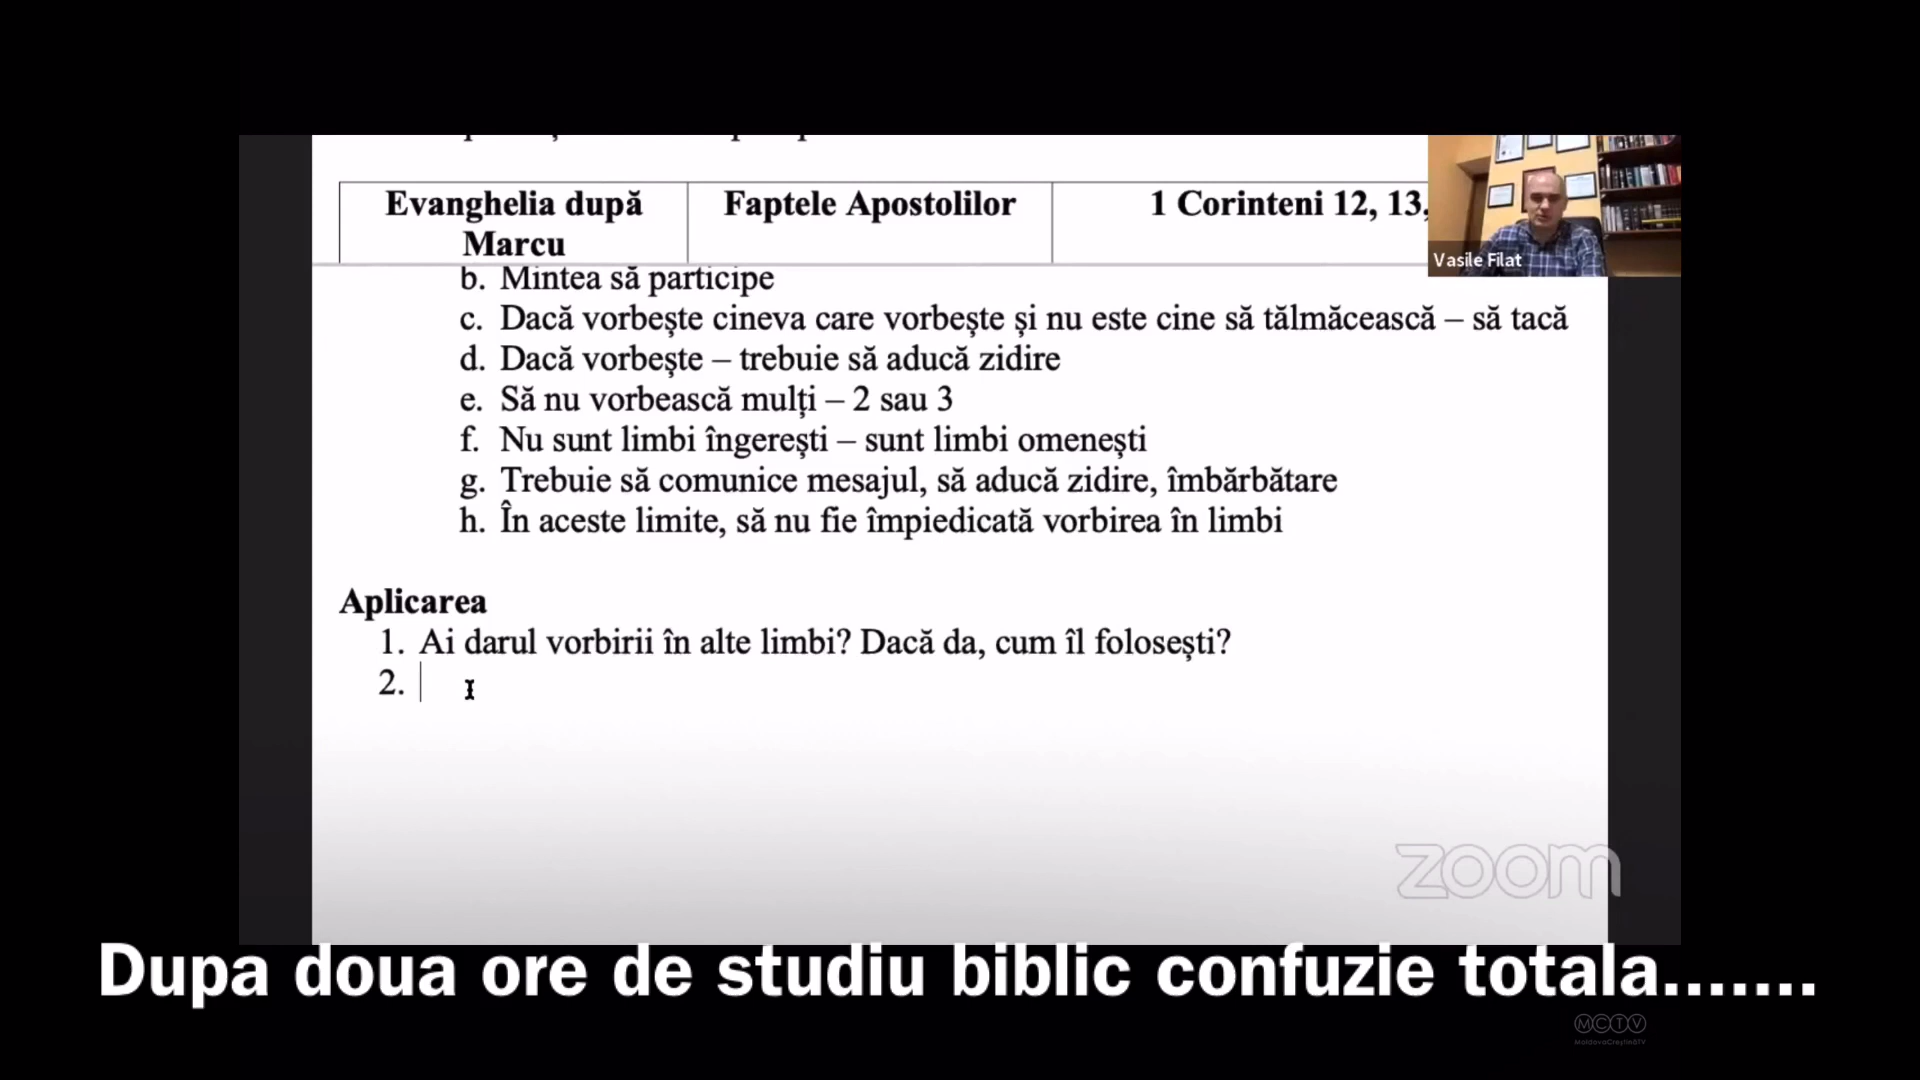 Evanghelia după
Marcu
Faptele Apostolilor
1 Corinteni 12, 13,
Vasile Filat
b. Mintea să participe
c. Dacă vorbește cineva care vorbește și nu este cine să tălmăcească – să tacă
d. Dacă vorbește – trebuie să aducă zidire
e. Să nu vorbească mulți – 2 sau 3
f. Nu sunt limbi îngerești – sunt limbi omenești
g. Trebuie să comunice mesajul, să aducă zidire, îmbărbătare
h. În aceste limite, să nu fie împiedicată vorbirea în limbi
Aplicarea
1. Ai darul vorbirii în alte limbi? Dacă da, cum îl folosești?
2.
zoom
Dupa doua ore de studiu biblic confuzie totala.......
MCTV
MoldovaCreștinăTV